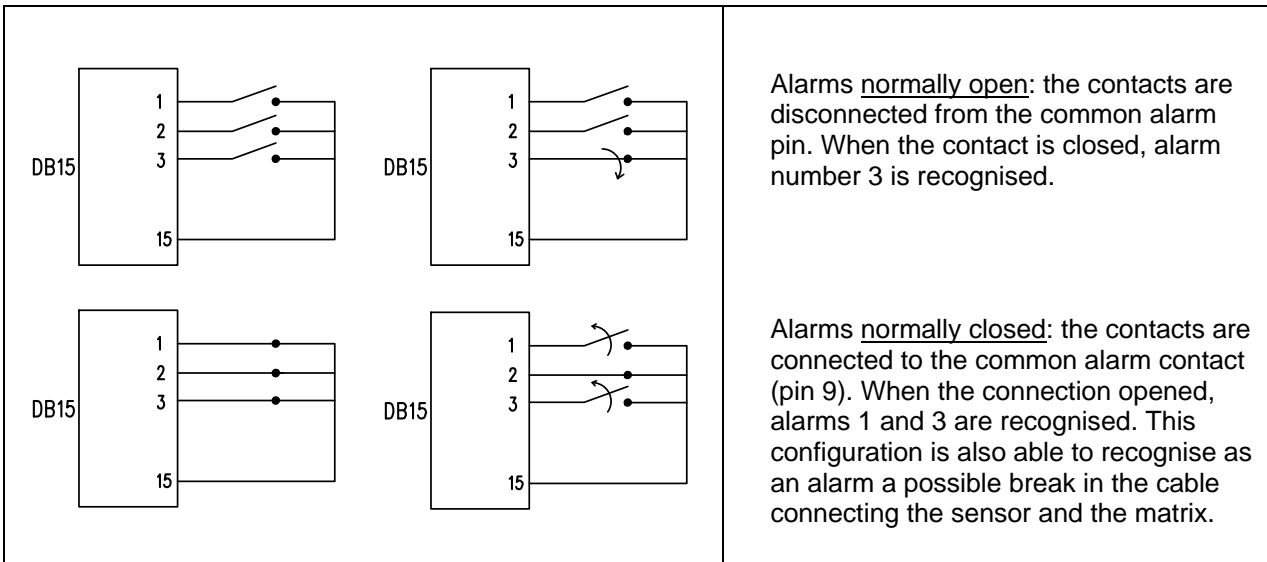 1
2
3
DB15
15
1
2
3
DB15
15
Alarms normally open: the contacts are
disconnected from the common alarm
pin. When the contact is closed, alarm
number 3 is recognised.
1
2
3
DB15
15
1
2
3
DB15
15
Alarms normally closed: the contacts are
connected to the common alarm contact
(pin 9). When the connection opened,
alarms 1 and 3 are recognised. This
configuration is also able to recognise as
an alarm a possible break in the cable
connecting the sensor and the matrix.